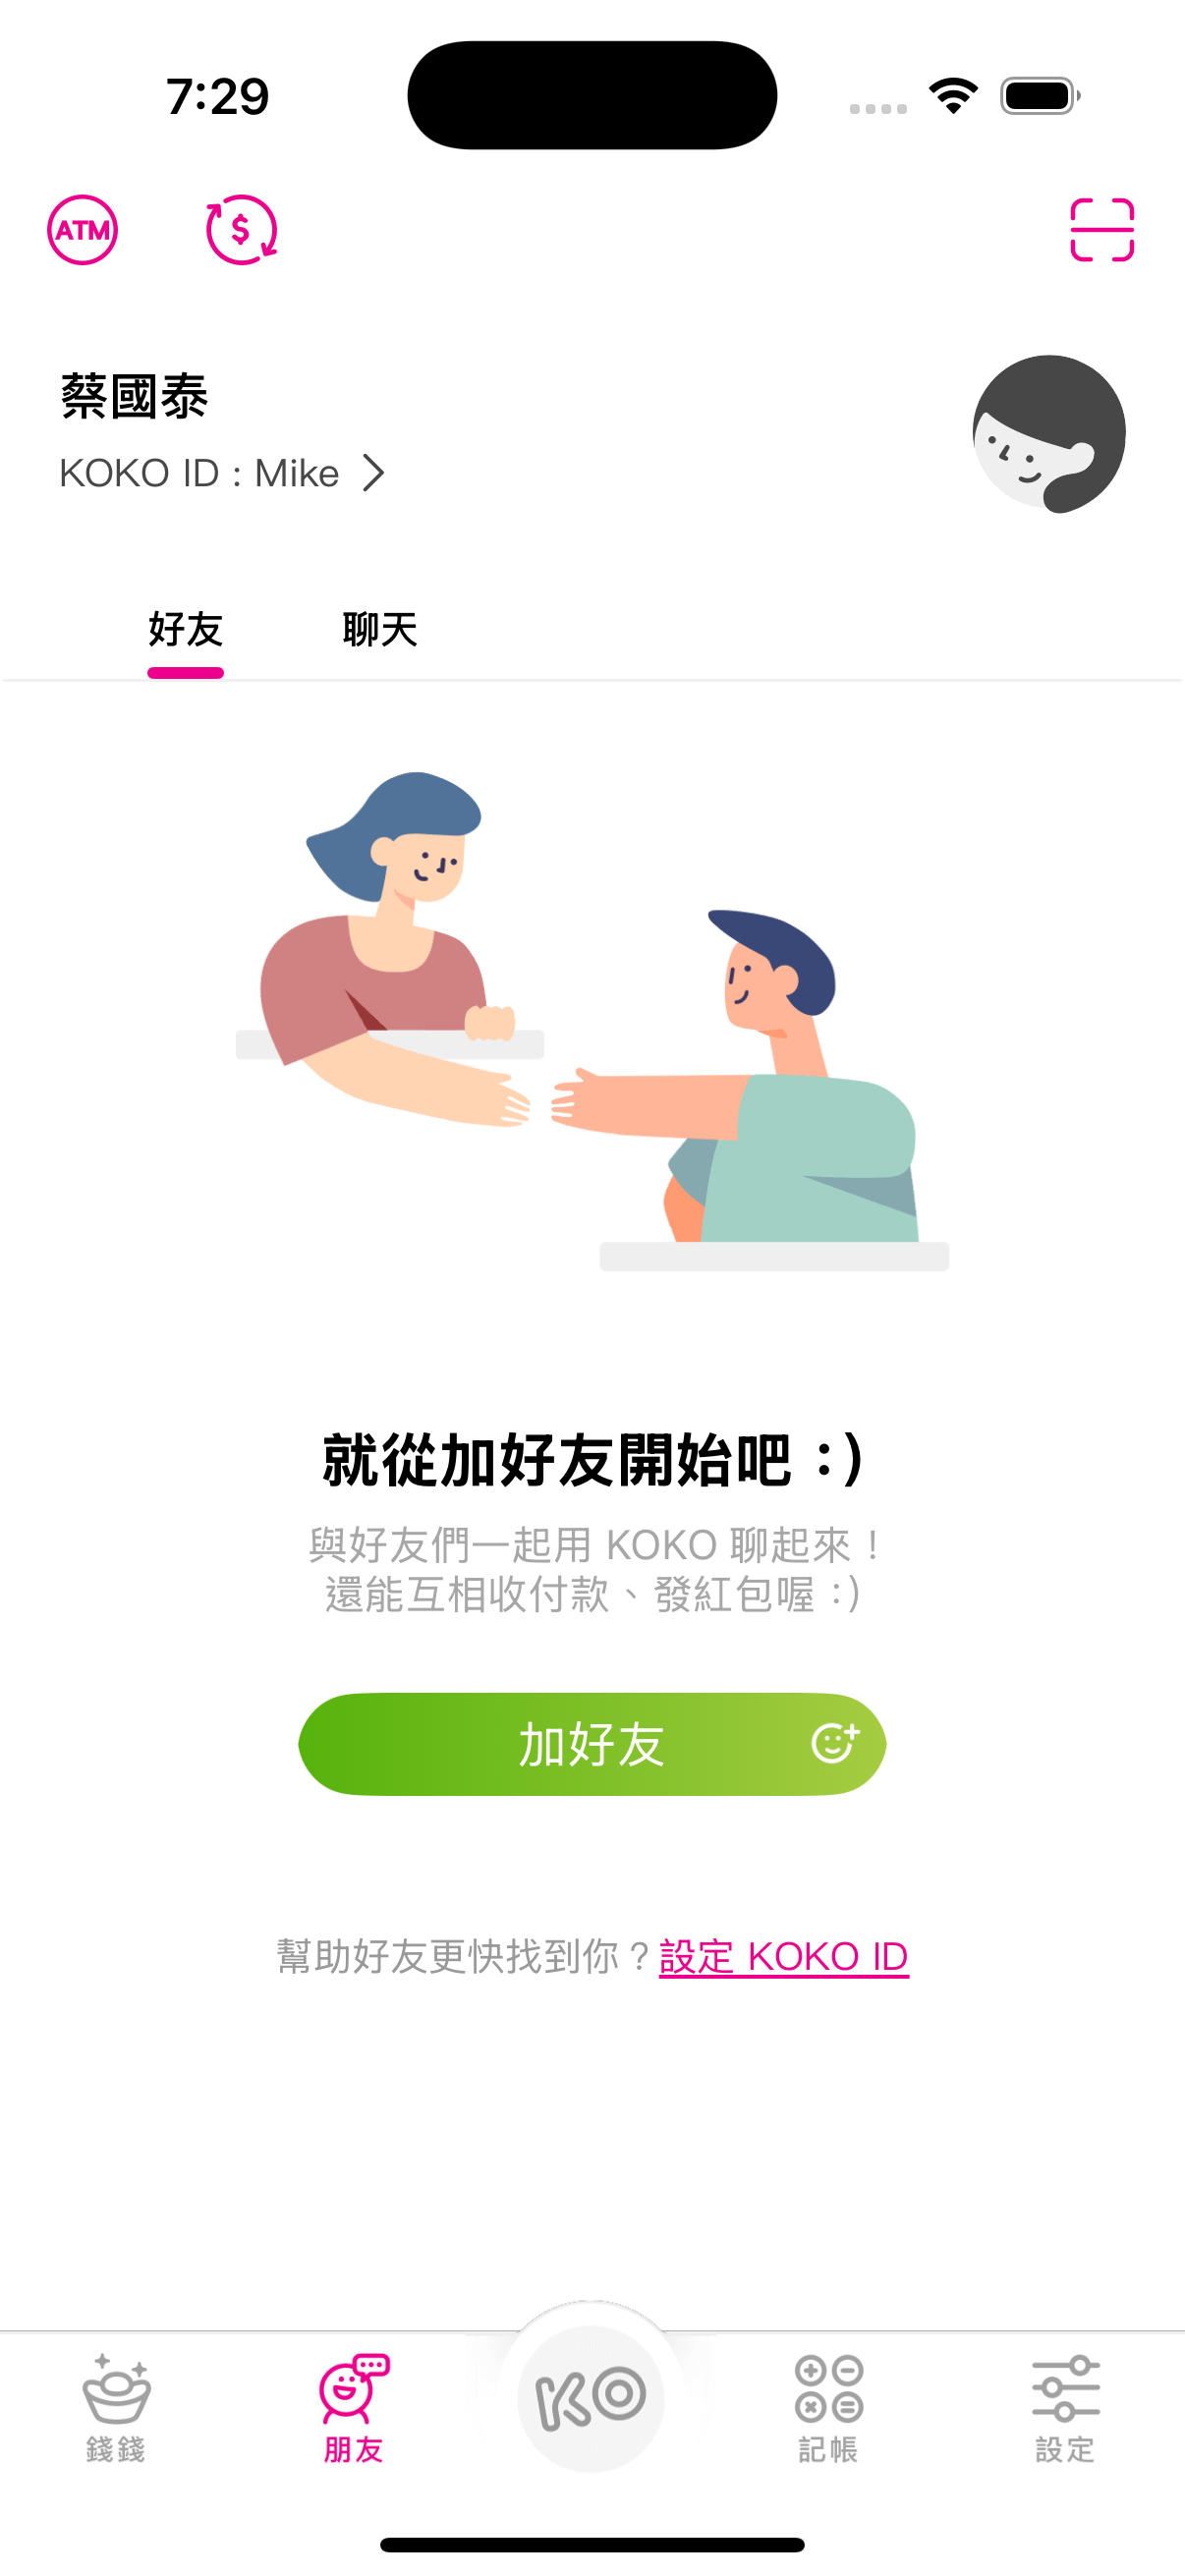 7:29
ATM
$
蔡國泰
KOKO ID : Mike
好友 聊天
就從加好友開始吧：)
與好友們一起用 KOKO 聊起來！
還能互相收付款、發紅包喔：)
加好友
幫助好友更快找到你？設定 KOKO ID
KO
錢錢 朋友 記帳 設定